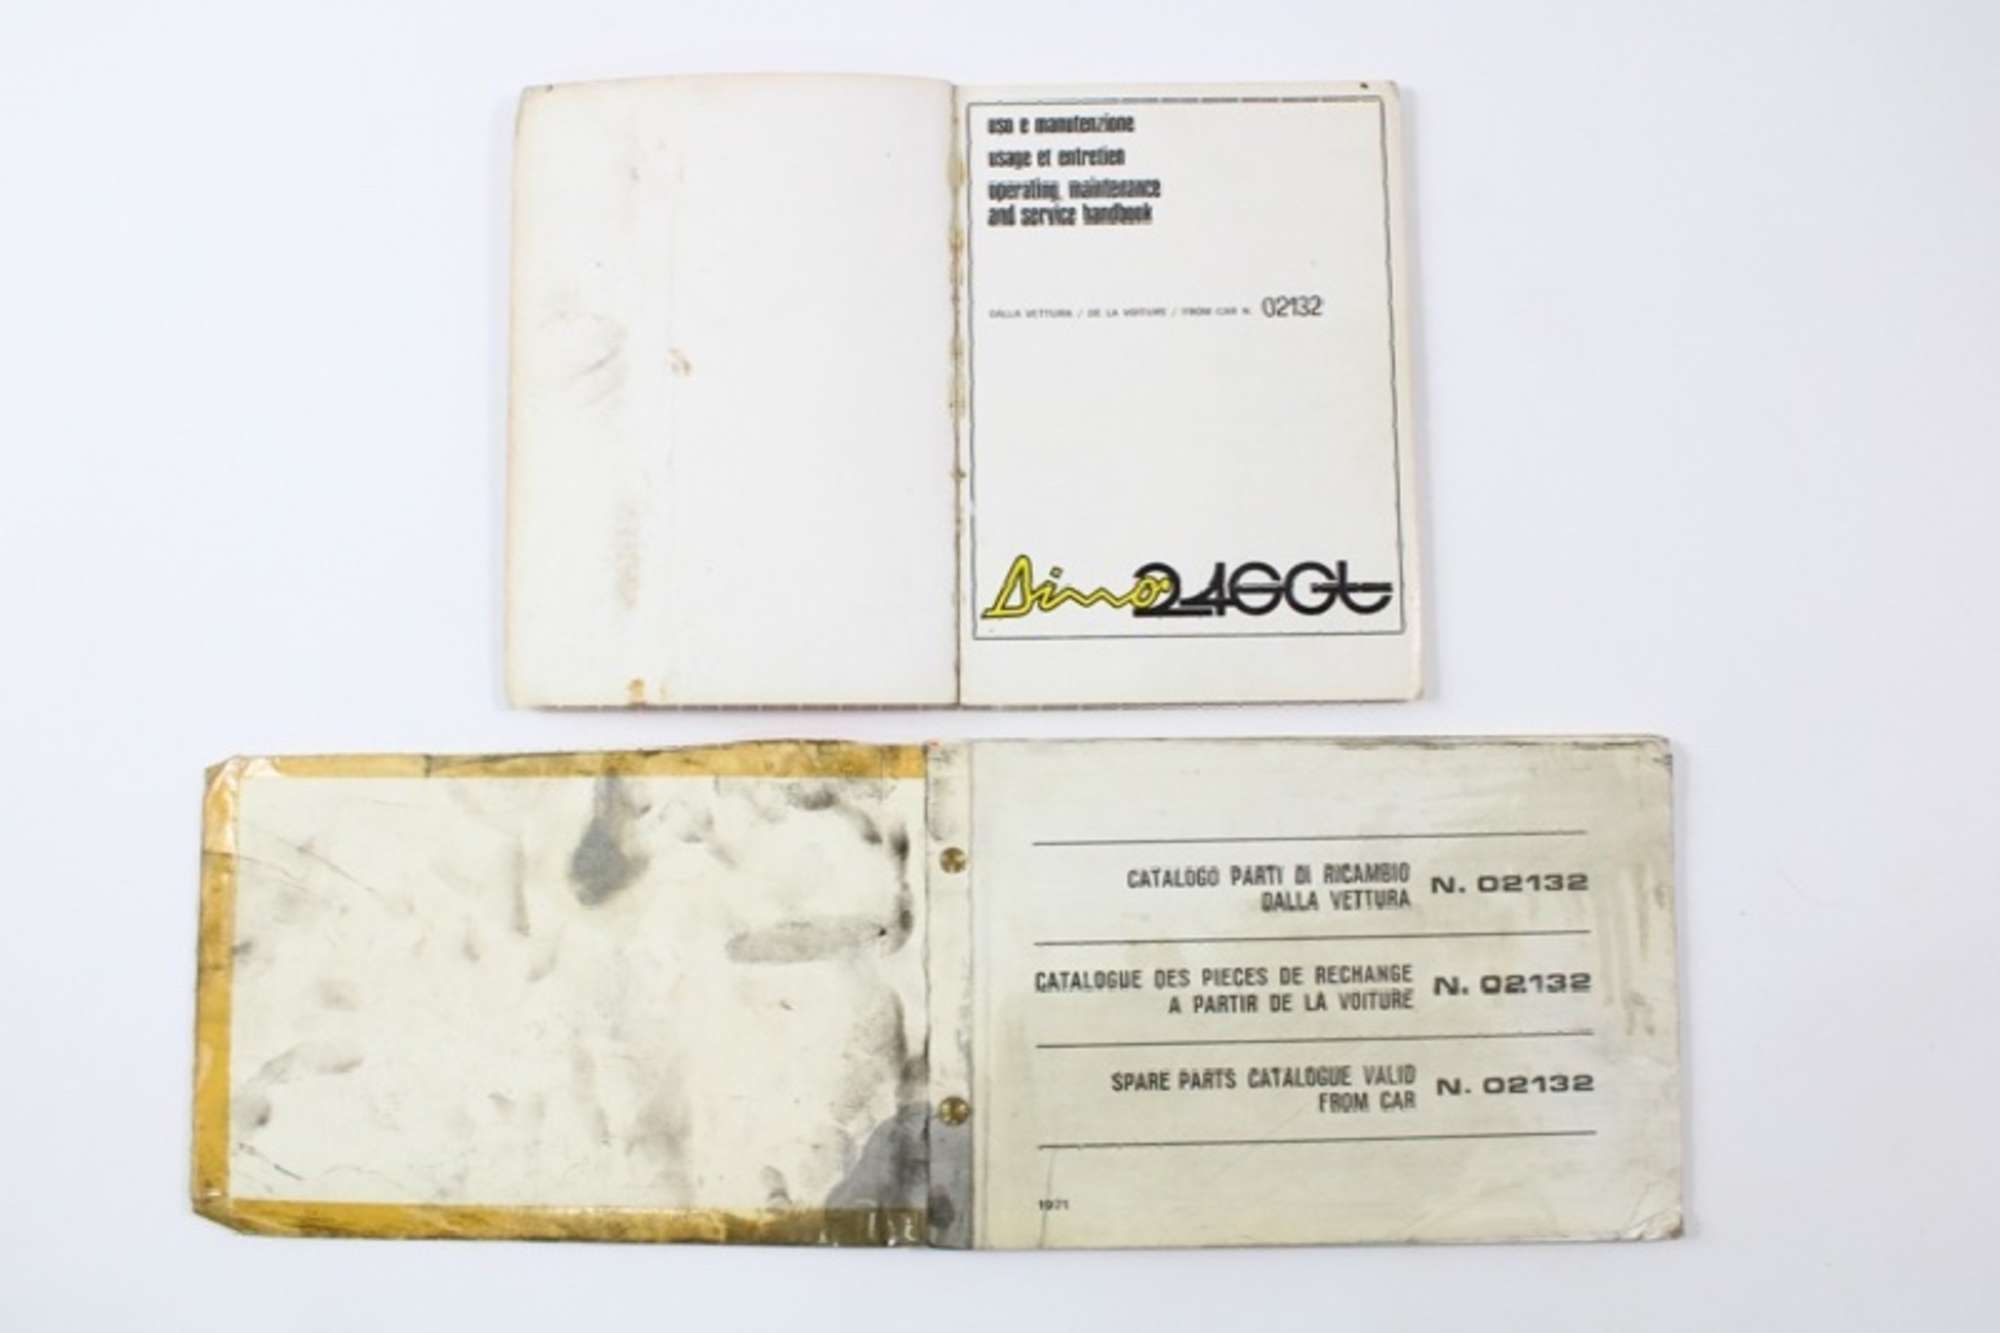 uso e manutenzione
usage et entretien
operating, maintenance
and service handbook
DALLA VETTURA / DE LA VOITURE / FROM CAR N. 02132
Dino 246GT
CATALOGO PARTI DI RICAMBIO
DALLA VETTURA N. 02132
CATALOGUE DES PIECES DE RECHANGE
A PARTIR DE LA VOITURE N. 02132
SPARE PARTS CATALOGUE VALID
FROM CAR N. 02132
1971